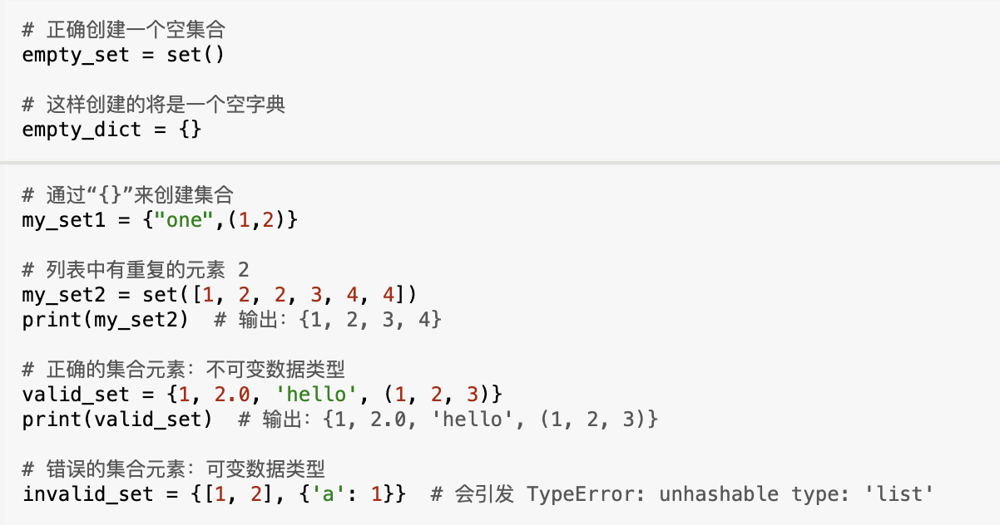 # 正确创建一个空集合
empty_set = set()
# 这样创建的将是一个空字典
empty_dict = {}
# 通过“{}”来创建集合
my_set1 = {"one",(1,2)}
# 列表中有重复的元素 2
my_set2 = set([1, 2, 2, 3, 4, 4])
print(my_set2)  # 输出：{1, 2, 3, 4}
# 正确的集合元素：不可变数据类型
valid_set = {1, 2.0, 'hello', (1, 2, 3)}
print(valid_set)  # 输出：{1, 2.0, 'hello', (1, 2, 3)}
# 错误的集合元素：可变数据类型
invalid_set = {[1, 2], {'a': 1}}  # 会引发 TypeError: unhashable type: 'list'